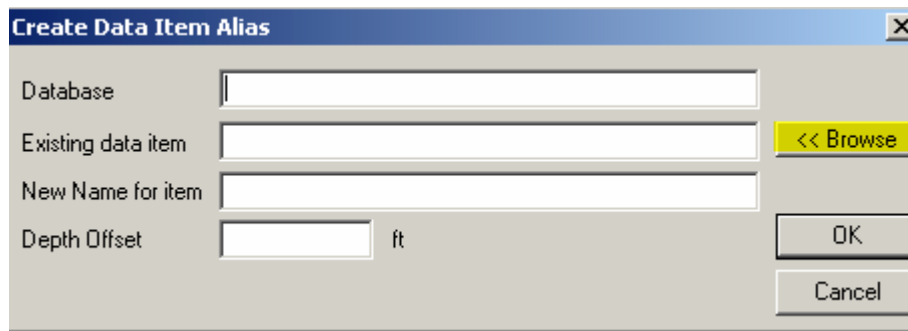 Create Data Item Alias
Database
Existing data item << Browse
New Name for item
Depth Offset ft OK
Cancel